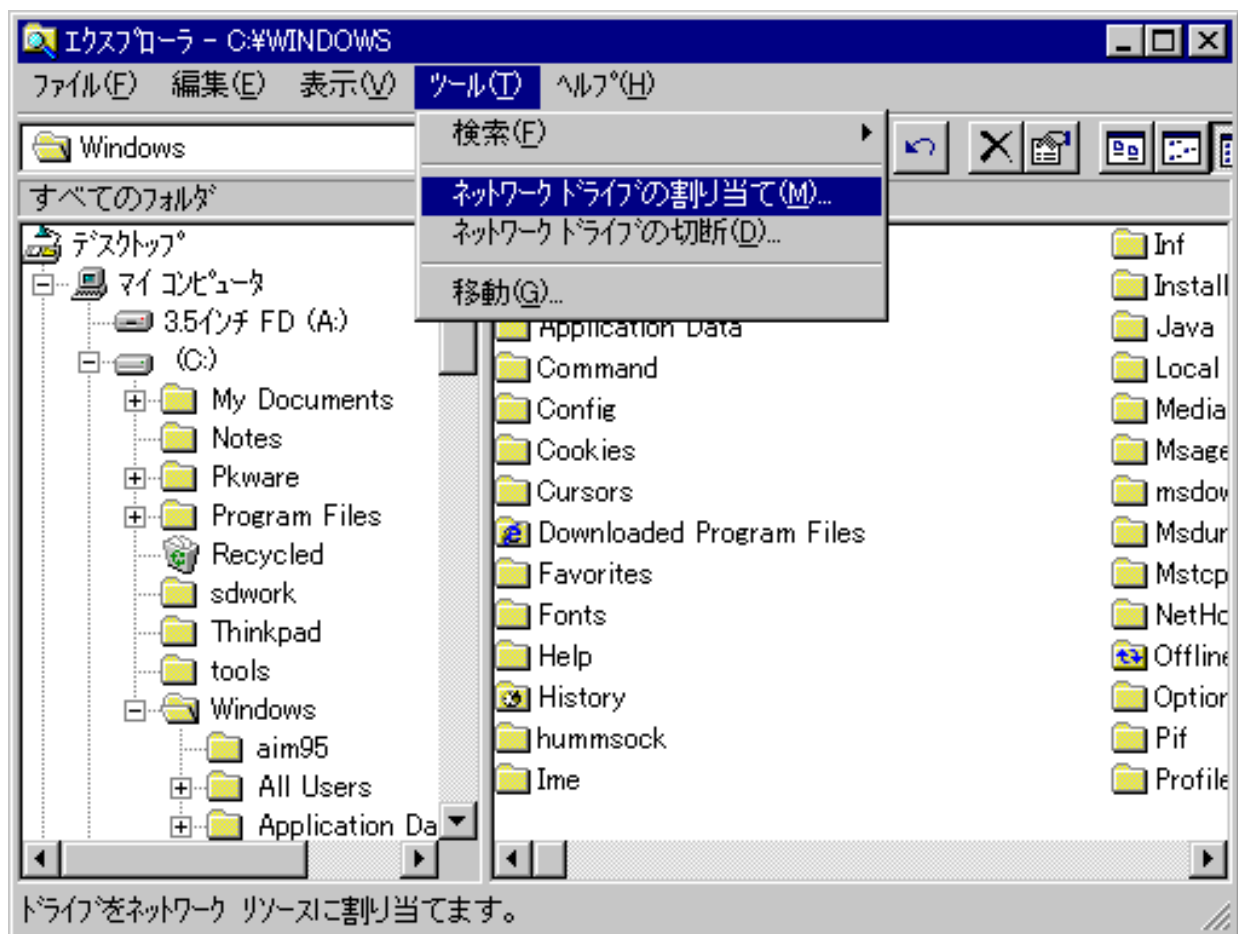 エクスプローラ - C:¥WINDOWS
ファイル(F) 編集(E) 表示(V) ツール(T) ヘルプ(H)
Windows
検索(F)
ネットワーク ドライブの割り当て(M)...
ネットワーク ドライブの切断(D)...
移動(G)...
すべてのフォルダ
デスクトップ
マイ コンピュータ
3.5インチ FD (A:)
(C:)
My Documents
Notes
Pkware
Program Files
Recycled
sdwork
Thinkpad
tools
Windows
aim95
All Users
Application Da
Application Data
Command
Config
Cookies
Cursors
Downloaded Program Files
Favorites
Fonts
Help
History
hummsock
Ime
Inf
Install
Java
Local
Media
Msage
msdow
Msdur
Mstcp
NetHo
Offline
Option
Pif
Profile
ドライブをネットワーク リソースに割り当てます。